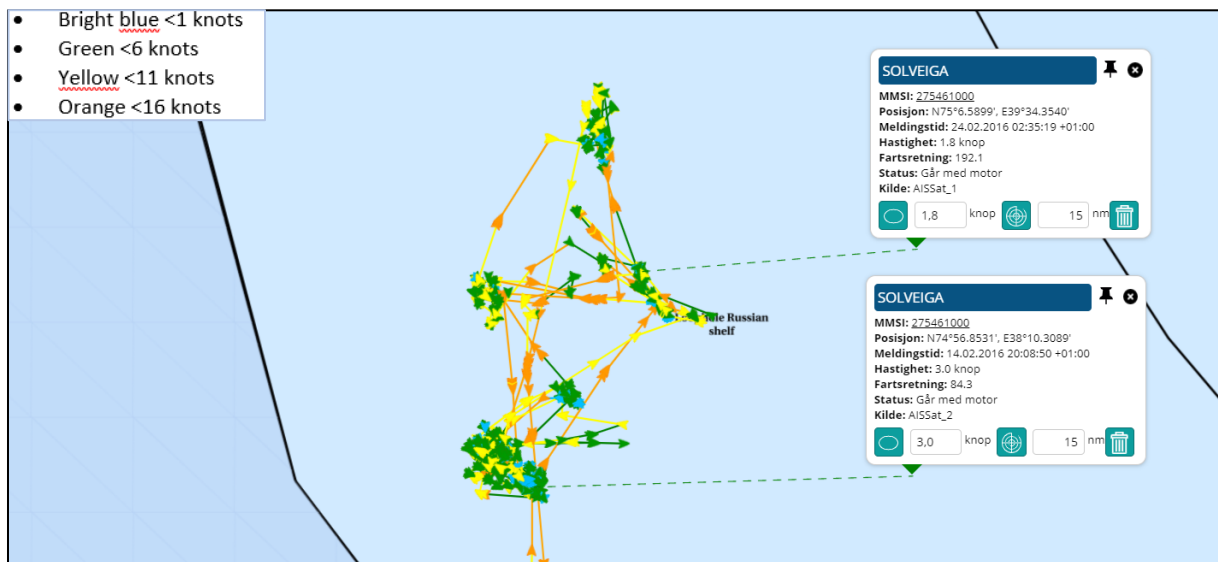 Bright blue <1 knots
Green <6 knots
Yellow <11 knots
Orange <16 knots
SOLVEIGA
MMSI: 275461000
Posisjon: N75°6.5899', E39°34.3540'
Meldingstid: 24.02.2016 02:35:19 +01:00
Hastighet: 1.8 knop
Fartsretning: 192.1
Status: Går med motor
Kilde: AISSat_1
1,8 knop 15 nm
Russian
shelf
SOLVEIGA
MMSI: 275461000
Posisjon: N74°56.8531', E38°10.3089'
Meldingstid: 14.02.2016 20:08:50 +01:00
Hastighet: 3.0 knop
Fartsretning: 84.3
Status: Går med motor
Kilde: AISSat_2
3,0 knop 15 nm